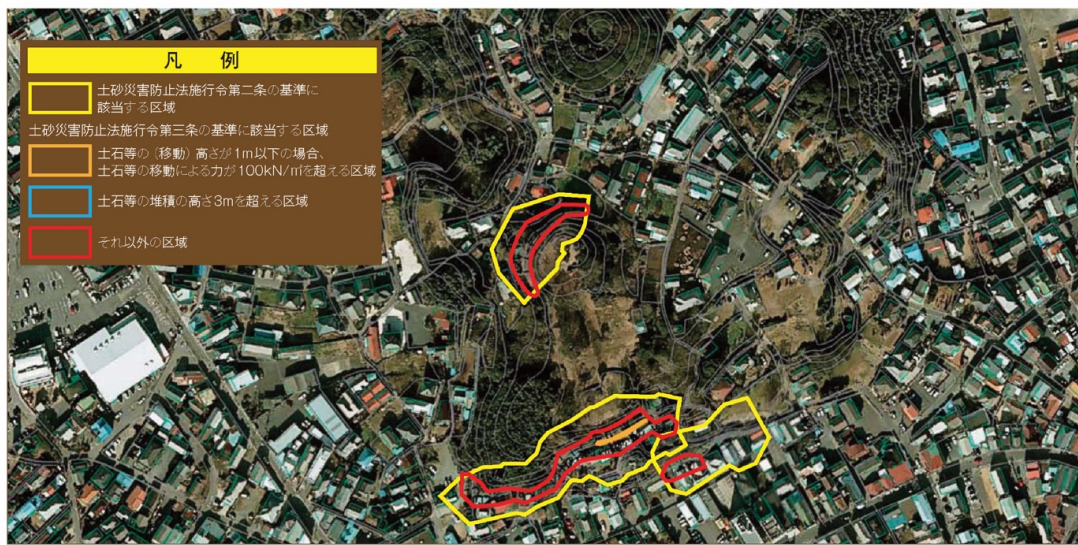 凡 例
土砂災害防止法施行令第二条の基準に
該当する区域
土砂災害防止法施行令第三条の基準に該当する区域
土石等の（移動）高さが1m以下の場合、
土石等の移動による力が100kN/㎡を超える区域
土石等の堆積の高さ3mを超える区域
それ以外の区域